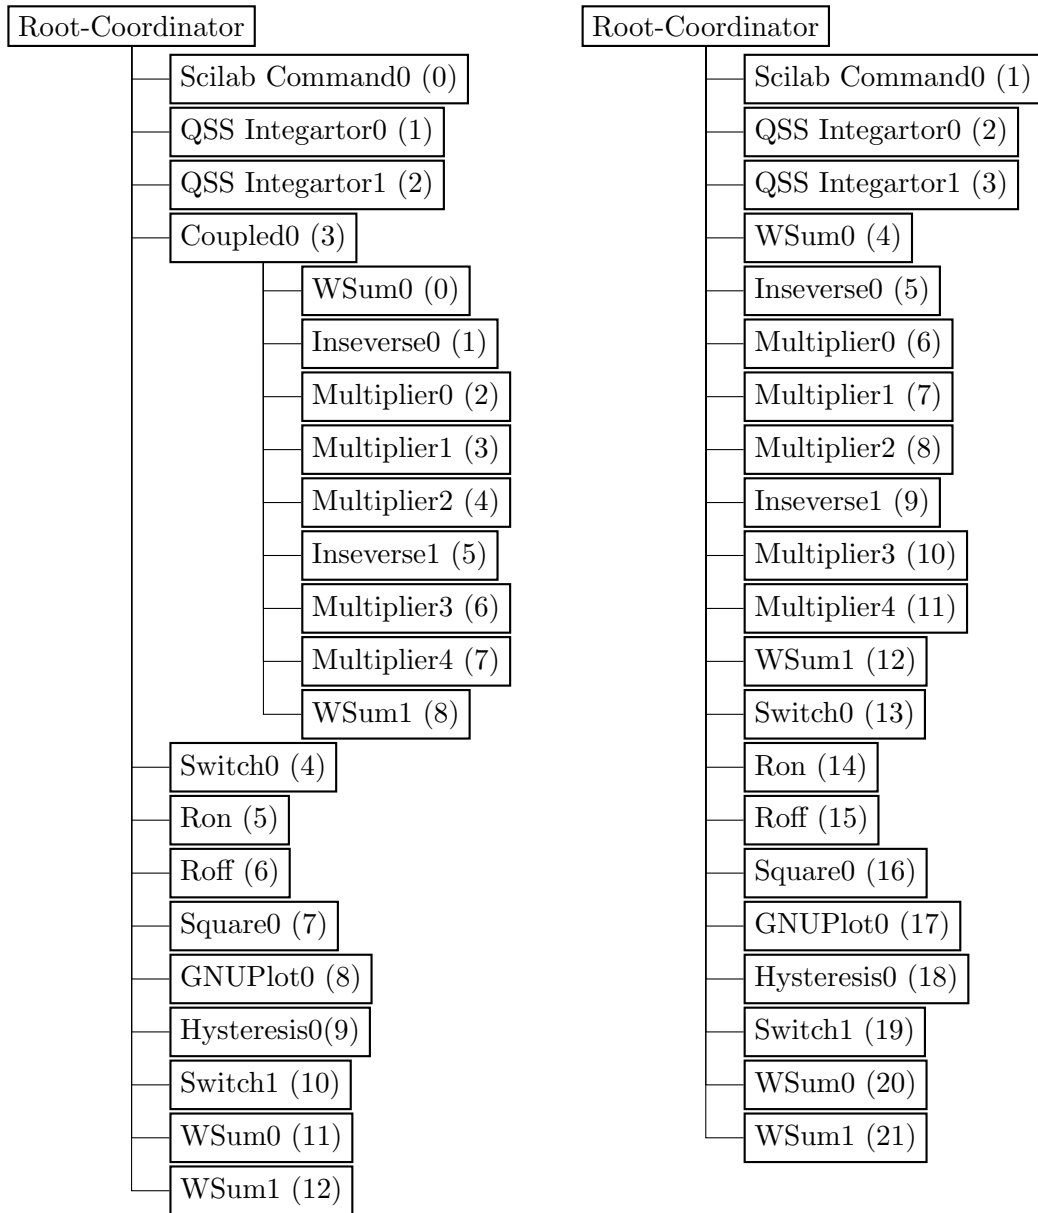 Root-Coordinator
Scilab Command0 (0)
QSS Integartor0 (1)
QSS Integartor1 (2)
Coupled0 (3)
WSum0 (0)
Inseverse0 (1)
Multiplier0 (2)
Multiplier1 (3)
Multiplier2 (4)
Inseverse1 (5)
Multiplier3 (6)
Multiplier4 (7)
WSum1 (8)
Switch0 (4)
Ron (5)
Roff (6)
Square0 (7)
GNUPlot0 (8)
Hysteresis0(9)
Switch1 (10)
WSum0 (11)
WSum1 (12)
Root-Coordinator
Scilab Command0 (1)
QSS Integartor0 (2)
QSS Integartor1 (3)
WSum0 (4)
Inseverse0 (5)
Multiplier0 (6)
Multiplier1 (7)
Multiplier2 (8)
Inseverse1 (9)
Multiplier3 (10)
Multiplier4 (11)
WSum1 (12)
Switch0 (13)
Ron (14)
Roff (15)
Square0 (16)
GNUPlot0 (17)
Hysteresis0 (18)
Switch1 (19)
WSum0 (20)
WSum1 (21)